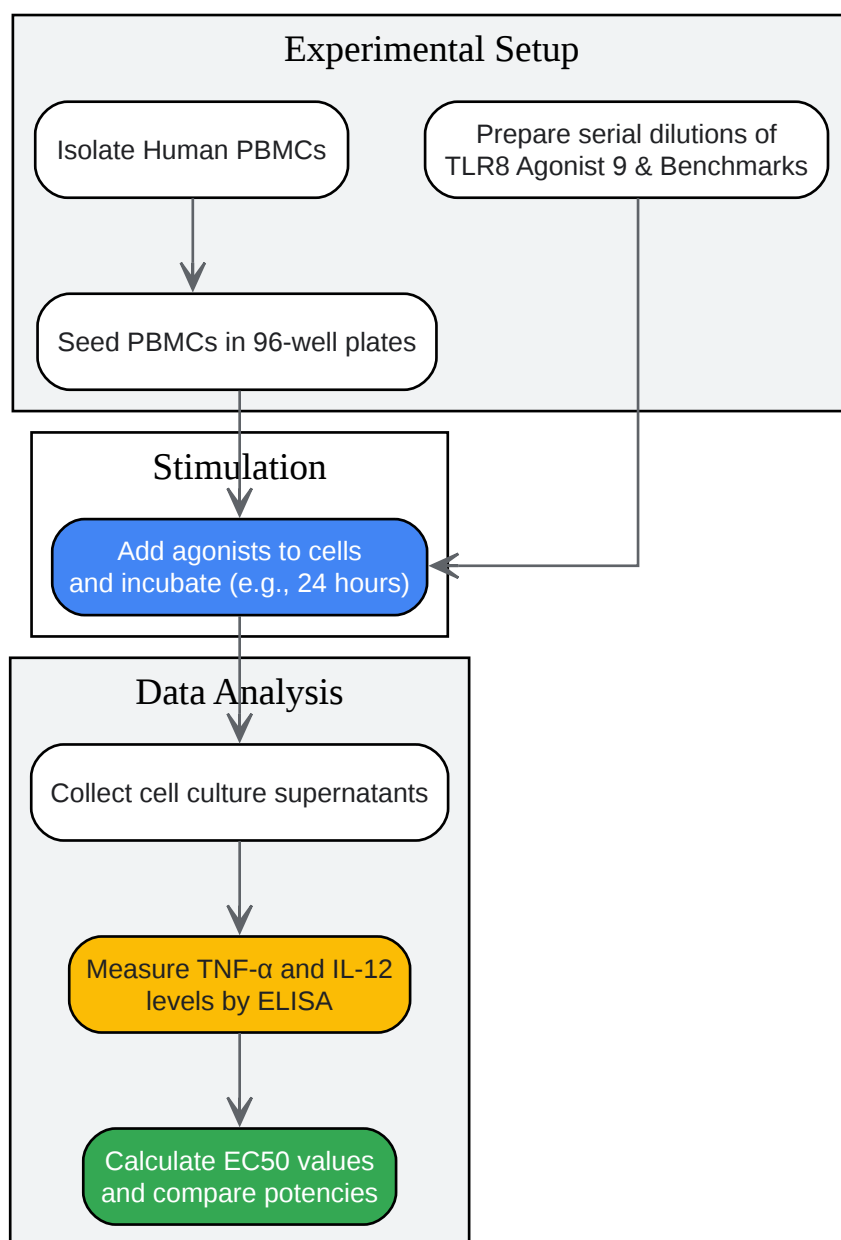 Experimental Setup
Isolate Human PBMCs
Prepare serial dilutions of
TLR8 Agonist 9 & Benchmarks
Seed PBMCs in 96-well plates
Stimulation
Add agonists to cells
and incubate (e.g., 24 hours)
Data Analysis
Collect cell culture supernatants
Measure TNF-α and IL-12
levels by ELISA
Calculate EC50 values
and compare potencies